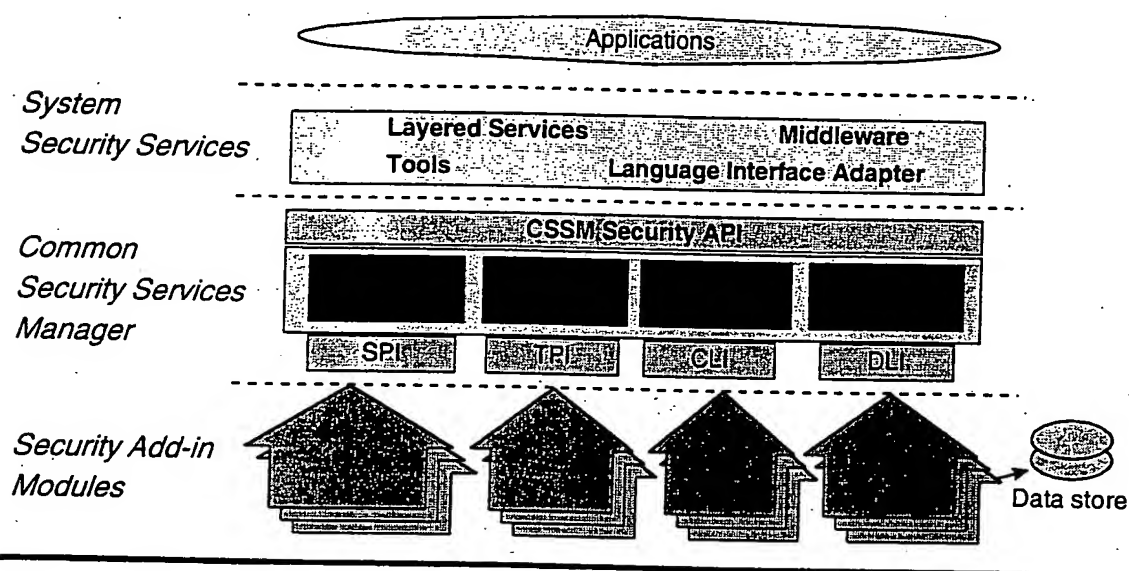 Applications
System
Security Services
Layered Services Middleware
Tools Language Interface Adapter
CSSM Security API
Common
Security Services
Manager
SPI TPI CLI DLI
Security Add-in
Modules
Data store